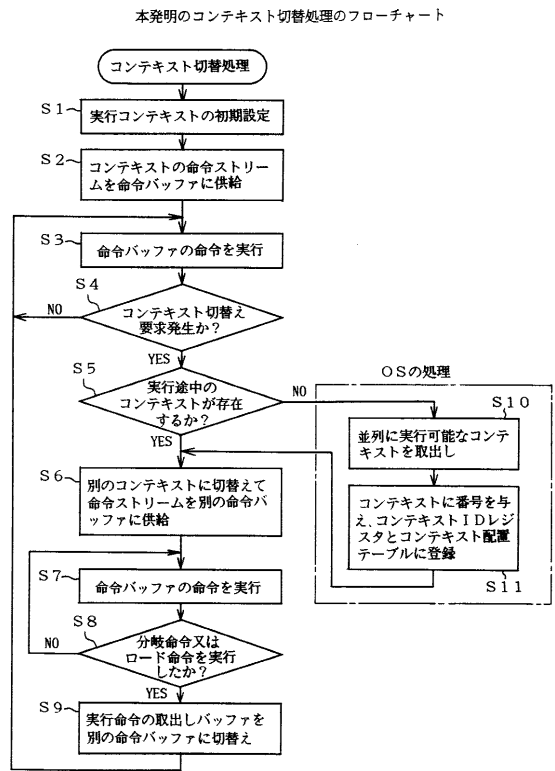 本発明のコンテキスト切替処理のフローチャート
コンテキスト切替処理
S1
実行コンテキストの初期設定
S2
コンテキストの命令ストリー
ムを命令バッファに供給
S3
命令バッファの命令を実行
S4
NO
コンテキスト切替え
要求発生か？
YES
S5
実行途中の
コンテキストが存在
するか？
NO
YES
OSの処理
S10
並列に実行可能なコンテ
キストを取出し
S6
別のコンテキストに切替えて
命令ストリームを別の命令バ
ッファに供給
コンテキストに番号を与
え、コンテキストIDレジ
スタとコンテキスト配置
テーブルに登録
S11
S7
命令バッファの命令を実行
S8
NO
分岐命令又は
ロード命令を実行
したか？
YES
S9
実行命令の取出しバッファを
別の命令バッファに切替え